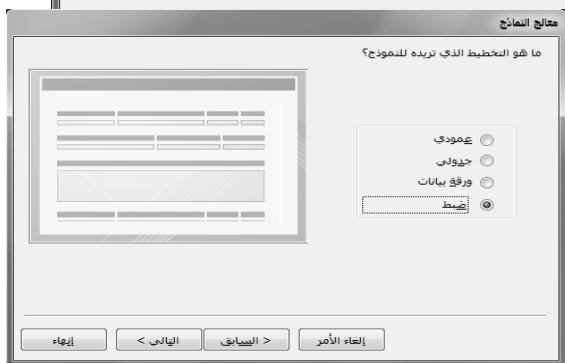 معالج النماذج
ما هو التخطيط الذي تريده للنموذج؟
عمودي
جدولي
ورقة بيانات
ضبط
إلغاء الأمر
< السابق
التالي >
إنهاء